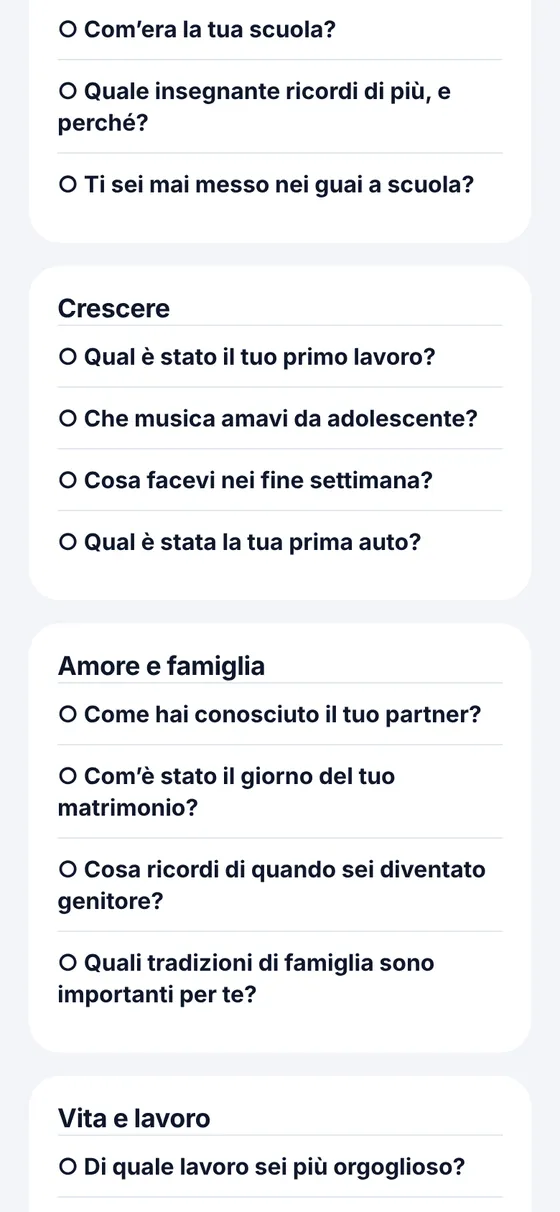 ○ Com’era la tua scuola?
○ Quale insegnante ricordi di più, e
perché?
○ Ti sei mai messo nei guai a scuola?
Crescere
○ Qual è stato il tuo primo lavoro?
○ Che musica amavi da adolescente?
○ Cosa facevi nei fine settimana?
○ Qual è stata la tua prima auto?
Amore e famiglia
○ Come hai conosciuto il tuo partner?
○ Com’è stato il giorno del tuo
matrimonio?
○ Cosa ricordi di quando sei diventato
genitore?
○ Quali tradizioni di famiglia sono
importanti per te?
Vita e lavoro
○ Di quale lavoro sei più orgoglioso?